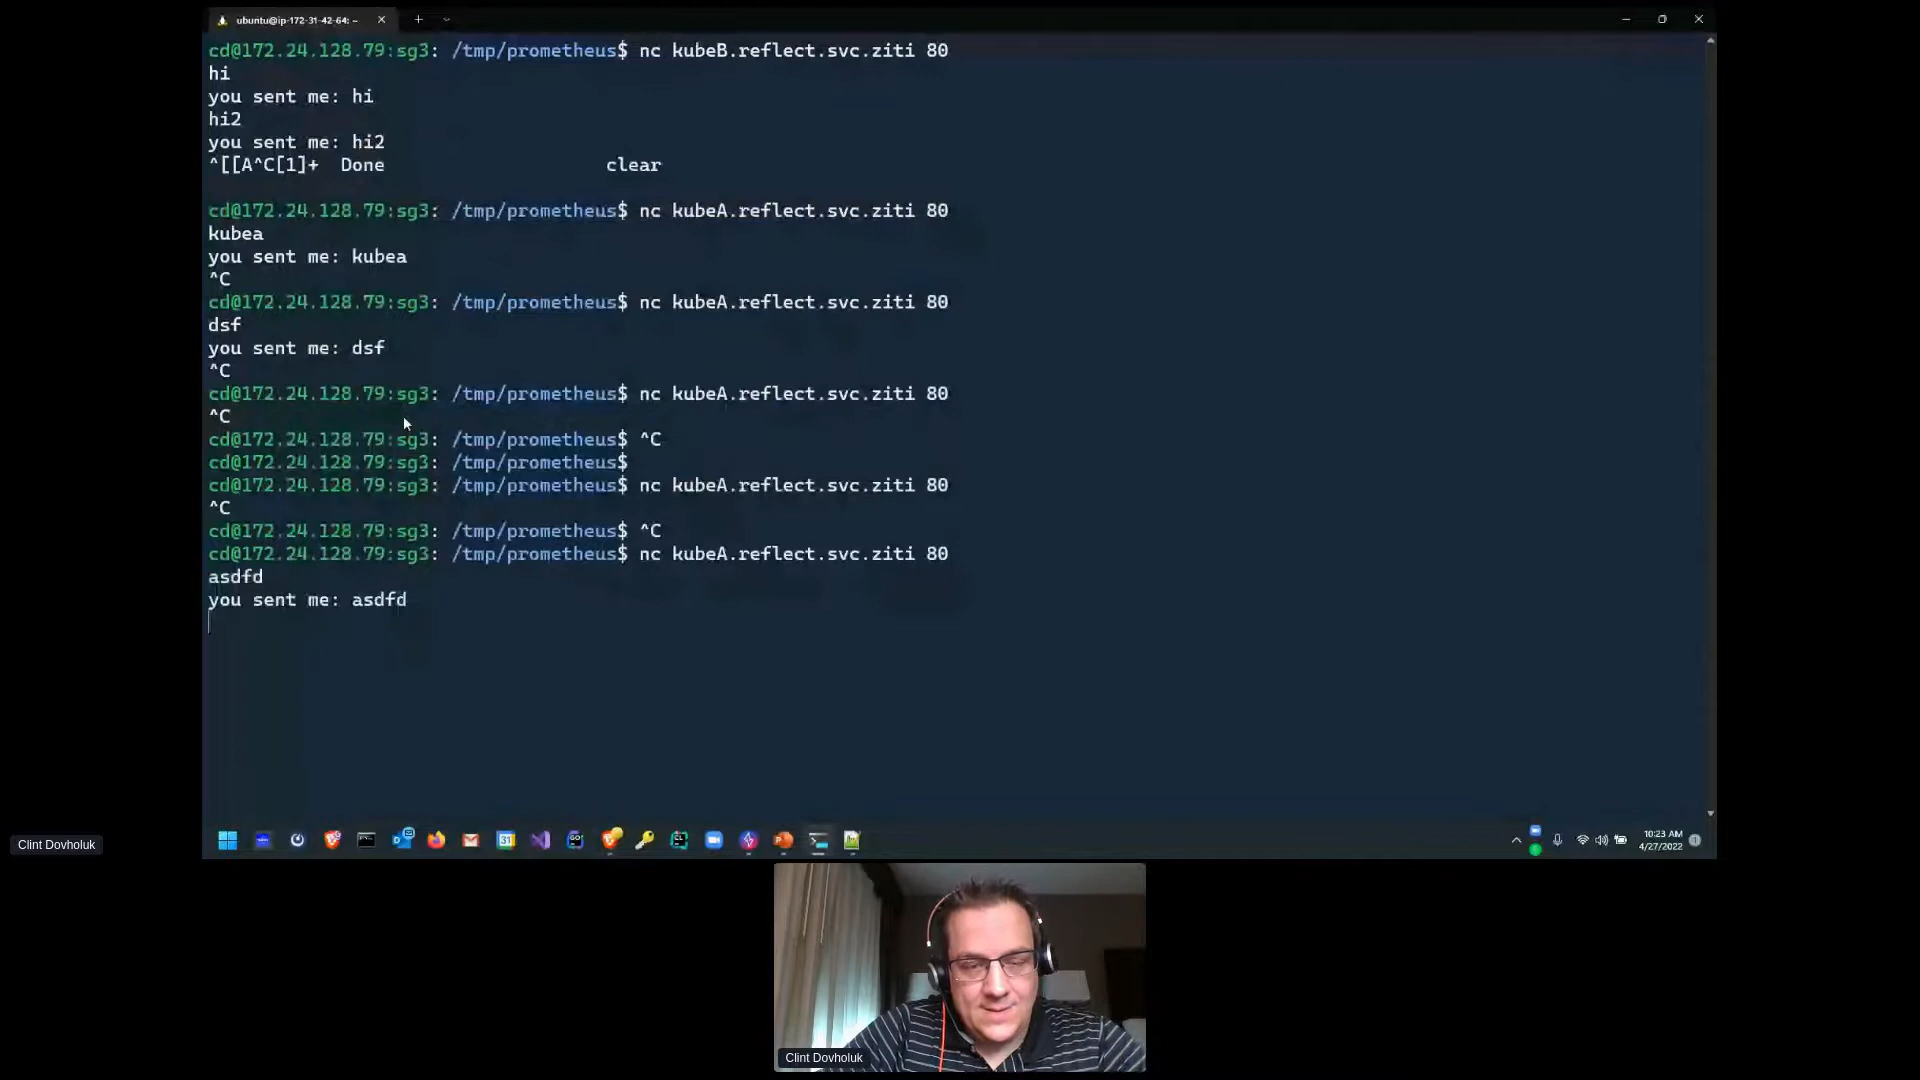 ubuntu@ip-172-31-42-64: ~
cd@172.24.128.79:sg3: /tmp/prometheus$ nc kubeB.reflect.svc.ziti 80
hi
you sent me: hi
hi2
you sent me: hi2
^[[A^C[1]+  Done                          clear
cd@172.24.128.79:sg3: /tmp/prometheus$ nc kubeA.reflect.svc.ziti 80
kubea
you sent me: kubea
^C
cd@172.24.128.79:sg3: /tmp/prometheus$ nc kubeA.reflect.svc.ziti 80
dsf
you sent me: dsf
^C
cd@172.24.128.79:sg3: /tmp/prometheus$ nc kubeA.reflect.svc.ziti 80
^C
cd@172.24.128.79:sg3: /tmp/prometheus$ ^C
cd@172.24.128.79:sg3: /tmp/prometheus$
cd@172.24.128.79:sg3: /tmp/prometheus$ nc kubeA.reflect.svc.ziti 80
^C
cd@172.24.128.79:sg3: /tmp/prometheus$ ^C
cd@172.24.128.79:sg3: /tmp/prometheus$ nc kubeA.reflect.svc.ziti 80
asdfd
you sent me: asdfd
10:23 AM
4/27/2022
Clint Dovholuk
Clint Dovholuk